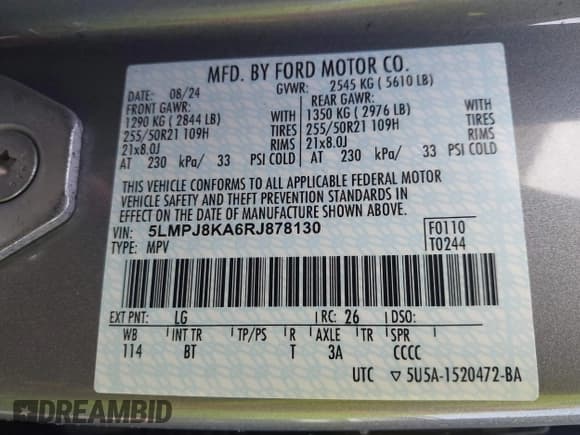 MFD. BY FORD MOTOR CO.
DATE: 08/24 GVWR: 2545 KG ( 5610 LB)
FRONT GAWR: REAR GAWR:
1290 KG ( 2844 LB) WITH 1350 KG ( 2976 LB) WITH
255/50R21 109H TIRES 255/50R21 109H TIRES
21x8.0J RIMS 21x8.0J RIMS
AT 230 kPa/ 33 PSI COLD AT 230 kPa/ 33 PSI COLD
THIS VEHICLE CONFORMS TO ALL APPLICABLE FEDERAL MOTOR
VEHICLE SAFETY AND THEFT PREVENTION STANDARDS
IN EFFECT ON THE DATE OF MANUFACTURE SHOWN ABOVE.
VIN: 5LMPJ8KA6RJ878130 F0110
TYPE: MPV T0244
EXT PNT: LG RC: 26 DSO:
WB INT TR TP/PS R AXLE TR SPR
114 BT T 3A CCCC
UTC ▽ 5U5A-1520472-BA
DREAMBID